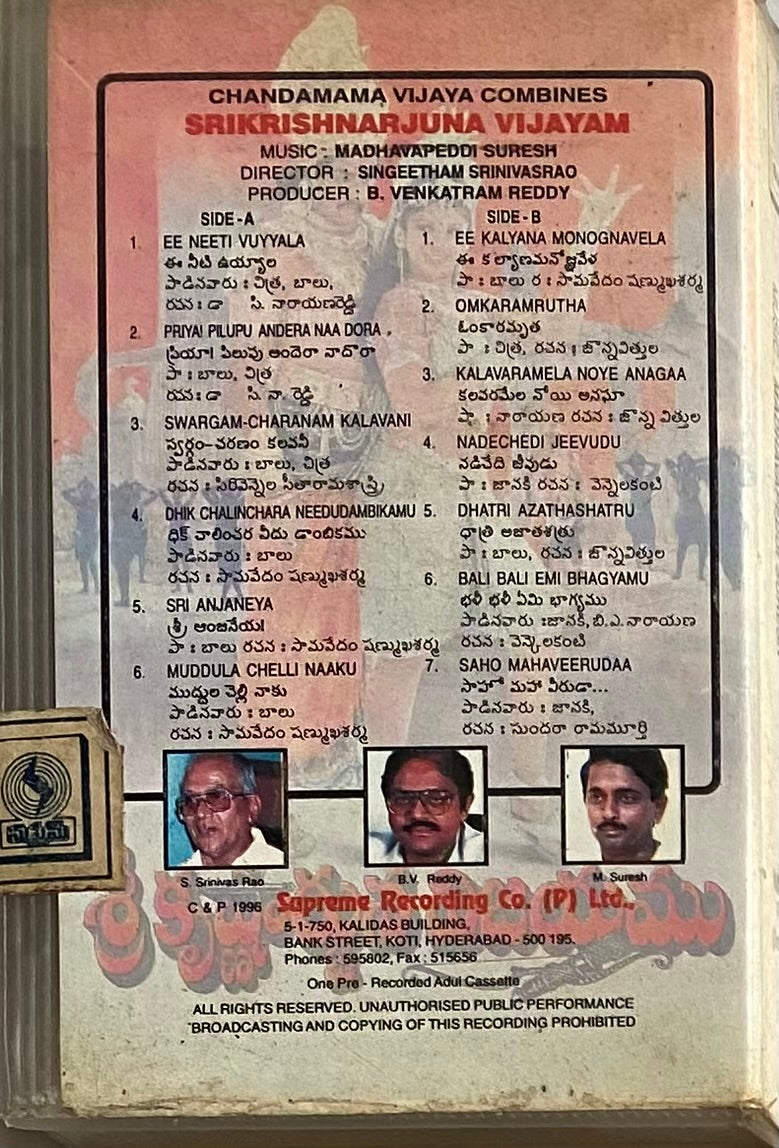 CHANDAMAMA VIJAYA COMBINES
SRIKRISHNARJUNA VIJAYAM
MUSIC : MADHAVAPEDDI SURESH
DIRECTOR : SINGEETHAM SRINIVASRAO
PRODUCER : B. VENKATRAM REDDY
SIDE-A
1. EE NEETI VUYYALA
ఈ నీటి ఉయ్యాల
పాడినవారు : చిత్ర, బాలు,
రచన : డా సి. నారాయణరెడ్డి
2. PRIYA! PILUPU ANDERA NAA DORA .
ప్రియా! పిలుపు అందెరా నాదొరా
పా : బాలు, చిత్ర
రచన : డా సి. నా. రెడ్డి
3. SWARGAM-CHARANAM KALAVANI
స్వర్గం-చరణం కలవనీ
పాడినవారు : బాలు, చిత్ర
రచన : సిరివెన్నెల సీతారామశాస్త్రి
4. DHIK CHALINCHARA NEEDUDAMBIKAMU
ధిక్ చాలించర వీదు డాంబికము
పాడినవారు : బాలు
రచన : సామవేదం షణ్ముఖశర్మ
5. SRI ANJANEYA
శ్రీ ఆంజనేయ!
పా : బాలు రచన : సామవేదం షణ్ముఖశర్మ
6. MUDDULA CHELLI NAAKU
ముద్దుల చెల్లి నాకు
పాడినవారు : బాలు
రచన : సామవేదం షణ్ముఖశర్మ
SIDE-B
1. EE KALYANA MONOGNAVELA
ఈ కల్యాణమనోజ్ఞవేళ
పా : బాలు ర : సామవేదం షణ్ముఖశర్మ
2. OMKARAMRUTHA
ఓంకారమృత
పా : చిత్ర, రచన : జొన్నవిత్తుల
3. KALAVARAMELA NOYE ANAGAA
కలవరమేల నోయి అనఘా
పా : నారాయణ రచన : జొన్న విత్తుల
4. NADECHEDI JEEVUDU
నడిచేది జీవుడు
పా : జానకి రచన : వెన్నెలకంటి
5. DHATRI AZATHASHATRU
ధాత్రి అజాతశత్రు
పా : బాలు, రచన : జొన్నవిత్తుల
6. BALI BALI EMI BHAGYAMU
భళీ భళీ ఏమి భాగ్యము
పాడినవారు :జానకి, బి.ఎ. నారాయణ
రచన : వెన్నెలకంటి
7. SAHO MAHAVEERUDAA
సాహో మహా వీరుడా...
పాడినవారు : జానకి,
రచన : సుందరా రామమూర్తి
సుప్రీమ్
S. Srinivas Rao
B.V. Reddy
M. Suresh
C & P 1996 Supreme Recording Co. (P) Ltd.,
5-1-750, KALIDAS BUILDING,
BANK STREET, KOTI, HYDERABAD - 500 195.
Phones : 595802, Fax : 515656
One Pre - Recorded Adul Cassette
ALL RIGHTS RESERVED. UNAUTHORISED PUBLIC PERFORMANCE
BROADCASTING AND COPYING OF THIS RECORDING PROHIBITED